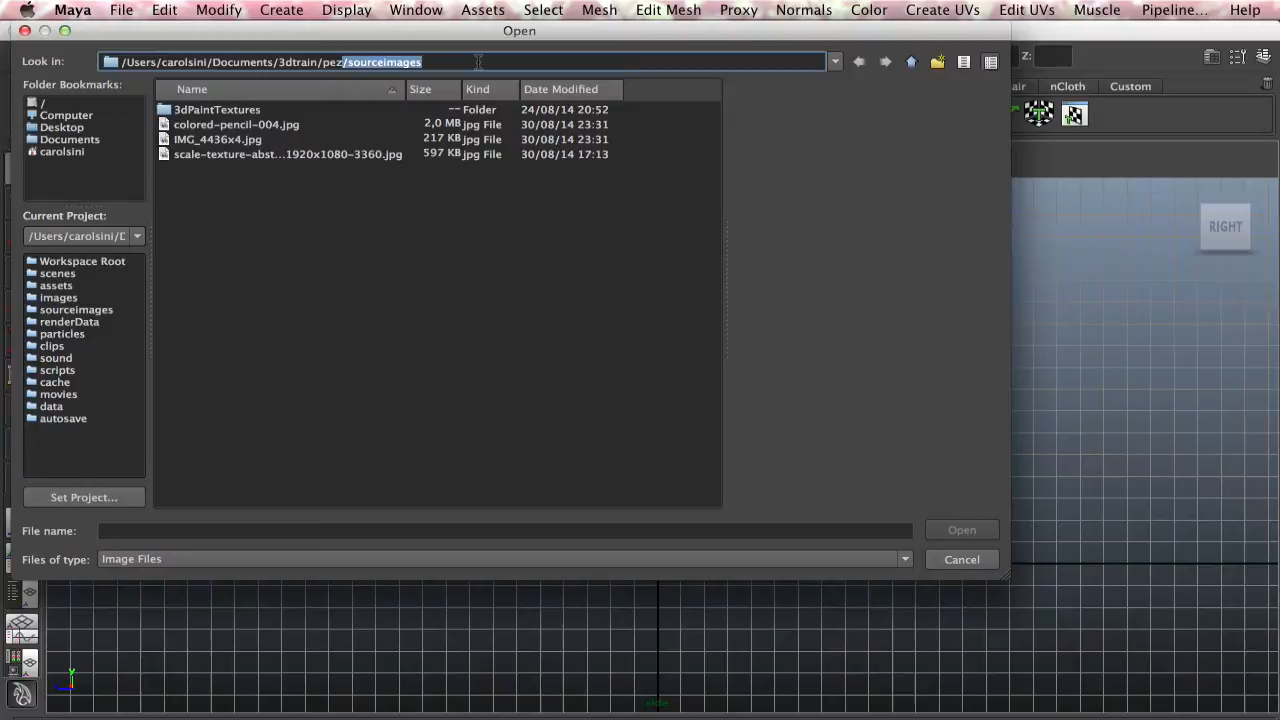 Maya File Edit Modify Create Display Window Assets Select Mesh Edit Mesh Proxy Normals Color Create UVs Edit UVs Muscle Pipeline... Help
Open
Look in: /Users/carolsini/Documents/3dtrain/pez/sourceimages
Z:
Folder Bookmarks:
/
Computer
Desktop
Documents
carolsini
Name Size Kind Date Modified
3dPaintTextures -- Folder 24/08/14 20:52
colored-pencil-004.jpg 2,0 MB jpg File 30/08/14 23:31
IMG_4436x4.jpg 217 KB jpg File 30/08/14 23:31
scale-texture-abst...1920x1080-3360.jpg 597 KB jpg File 30/08/14 17:13
air nCloth Custom
RIGHT
Current Project:
/Users/carolsini/D
Workspace Root
scenes
assets
images
sourceimages
renderData
particles
clips
sound
scripts
cache
movies
data
autosave
Set Project...
File name:
Open
Files of type: Image Files
Cancel
y
side